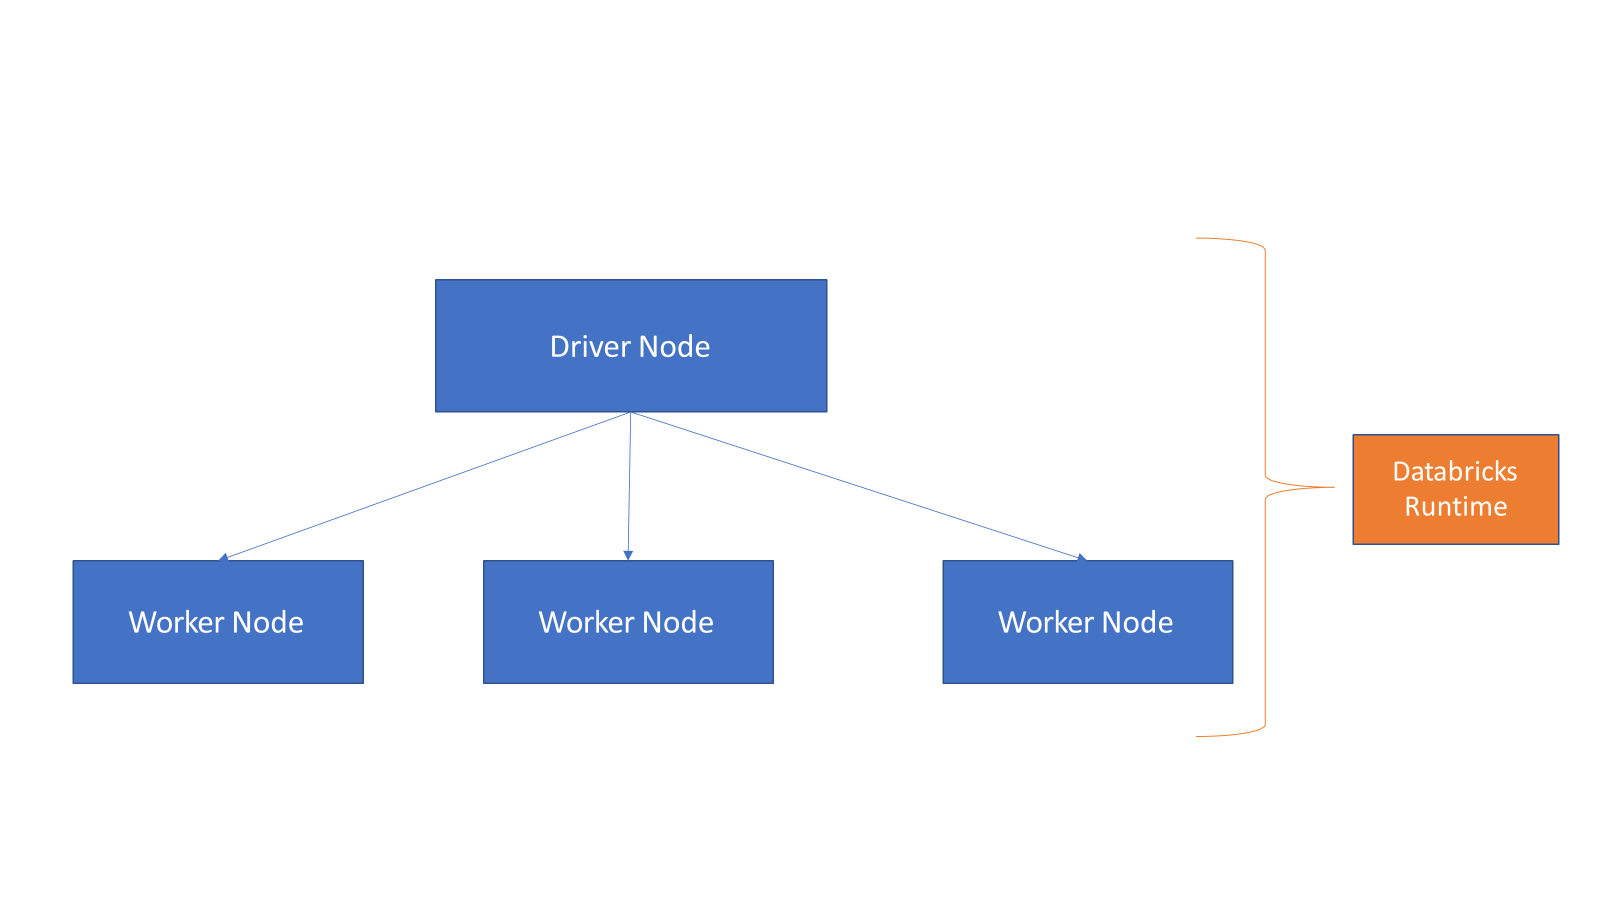 Driver Node
Databricks
Runtime
Worker Node
Worker Node
Worker Node